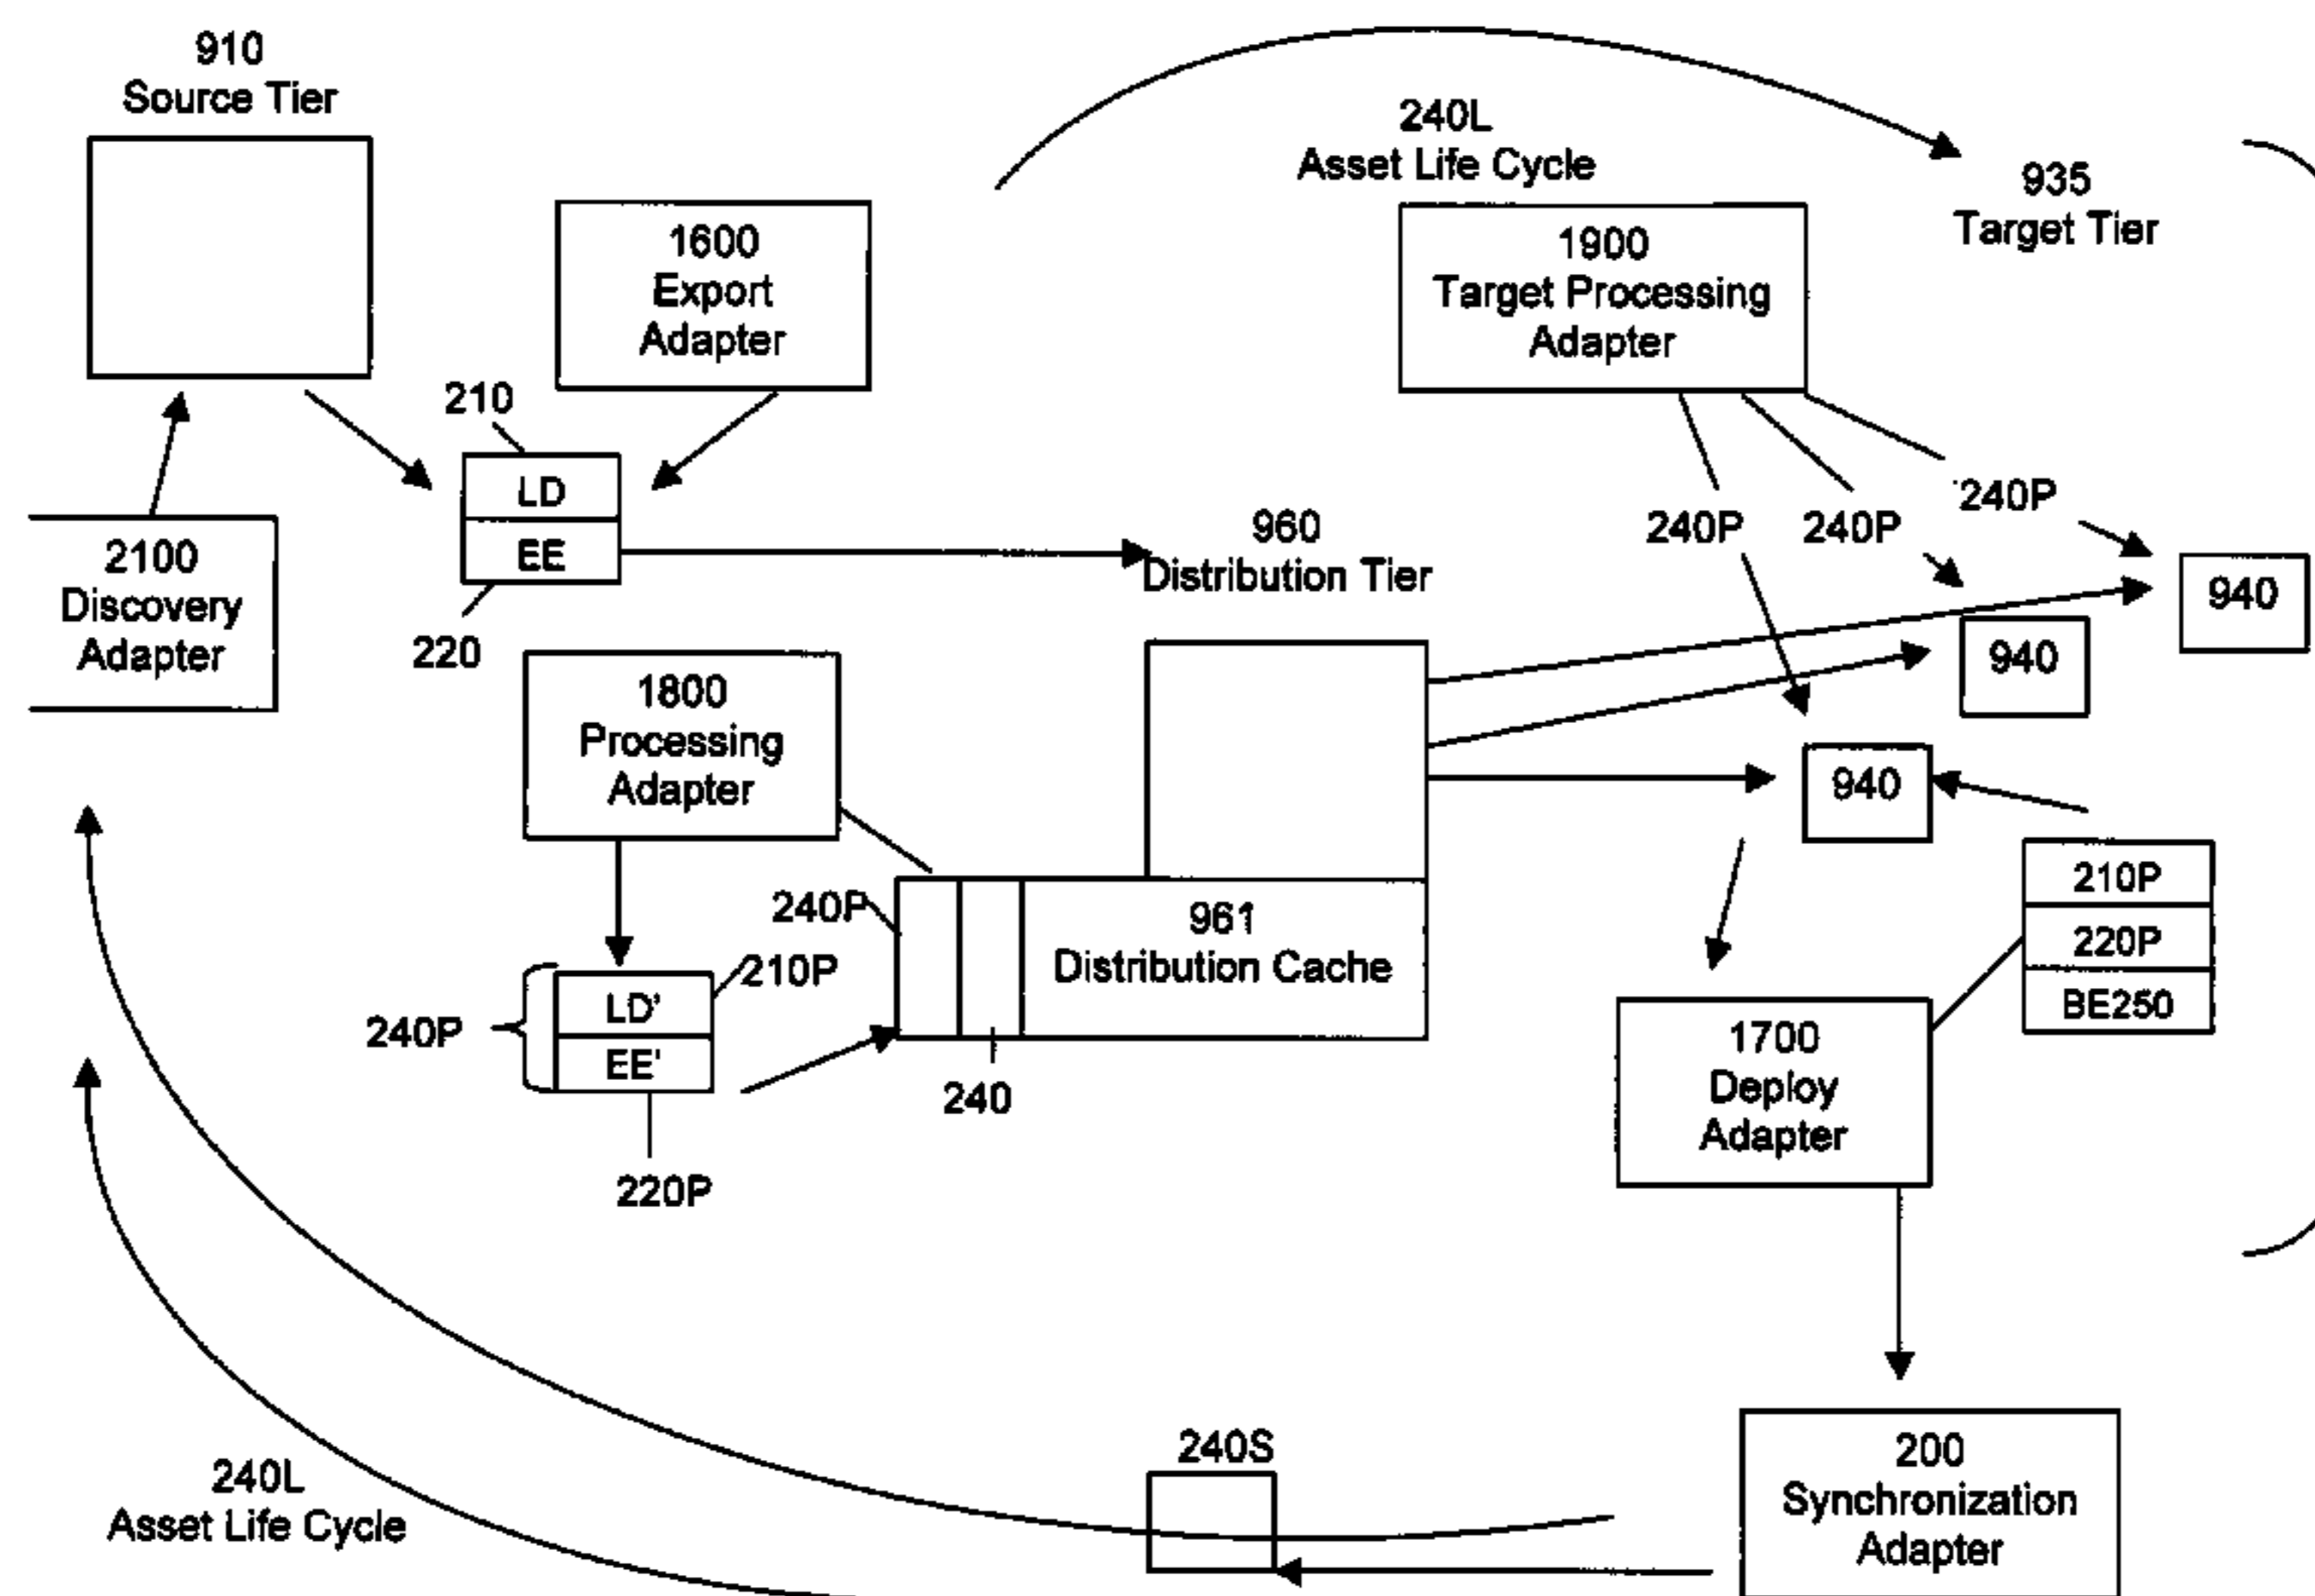 910
Source Tier
240L
Asset Life Cycle
935
Target Tier
1600
Export
Adapter
1900
Target Processing
Adapter
210
LD
EE
220
2100
Discovery
Adapter
960
Distribution Tier
240P
240P
240P
940
940
940
1800
Processing
Adapter
240P
961
Distribution Cache
240
210P
LD'
EE'
240P
220P
210P
220P
BE250
1700
Deploy
Adapter
240S
200
Synchronization
Adapter
240L
Asset Life Cycle